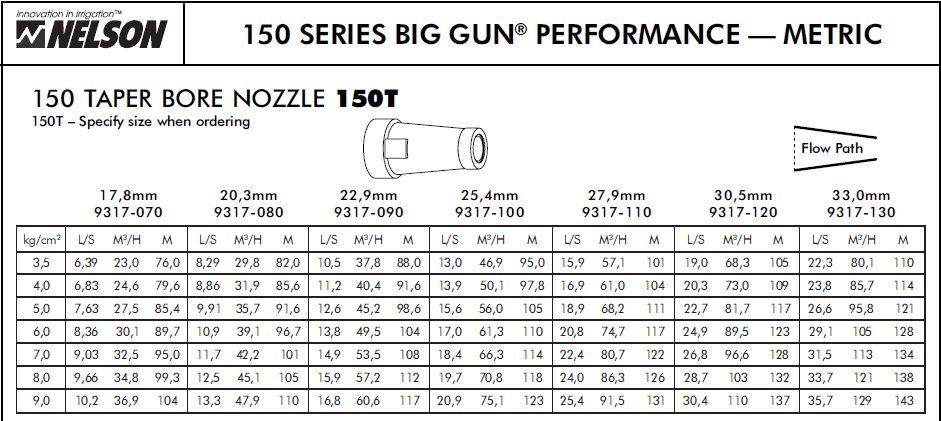 innovation in irrigation™
NELSON
150 SERIES BIG GUN® PERFORMANCE — METRIC
150 TAPER BORE NOZZLE 150T
150T – Specify size when ordering
Flow Path
17,8mm 20,3mm 22,9mm 25,4mm 27,9mm 30,5mm 33,0mm
9317-070 9317-080 9317-090 9317-100 9317-110 9317-120 9317-130
kg/cm² L/S M³/H M L/S M³/H M L/S M³/H M L/S M³/H M L/S M³/H M L/S M³/H M L/S M³/H M
3,5 6,39 23,0 76,0 8,29 29,8 82,0 10,5 37,8 88,0 13,0 46,9 95,0 15,9 57,1 101 19,0 68,3 105 22,3 80,1 110
4,0 6,83 24,6 79,6 8,86 31,9 85,6 11,2 40,4 91,6 13,9 50,1 97,8 16,9 61,0 104 20,3 73,0 109 23,8 85,7 114
5,0 7,63 27,5 85,4 9,91 35,7 91,6 12,6 45,2 98,6 15,6 56,0 105 18,9 68,2 111 22,7 81,7 117 26,6 95,8 121
6,0 8,36 30,1 89,7 10,9 39,1 96,7 13,8 49,5 104 17,0 61,3 110 20,8 74,7 117 24,9 89,5 123 29,1 105 128
7,0 9,03 32,5 95,0 11,7 42,2 101 14,9 53,5 108 18,4 66,3 114 22,4 80,7 122 26,8 96,6 128 31,5 113 134
8,0 9,66 34,8 99,3 12,5 45,1 105 15,9 57,2 112 19,7 70,8 118 24,0 86,3 126 28,7 103 132 33,7 121 138
9,0 10,2 36,9 104 13,3 47,9 110 16,8 60,6 117 20,9 75,1 123 25,4 91,5 131 30,4 110 137 35,7 129 143